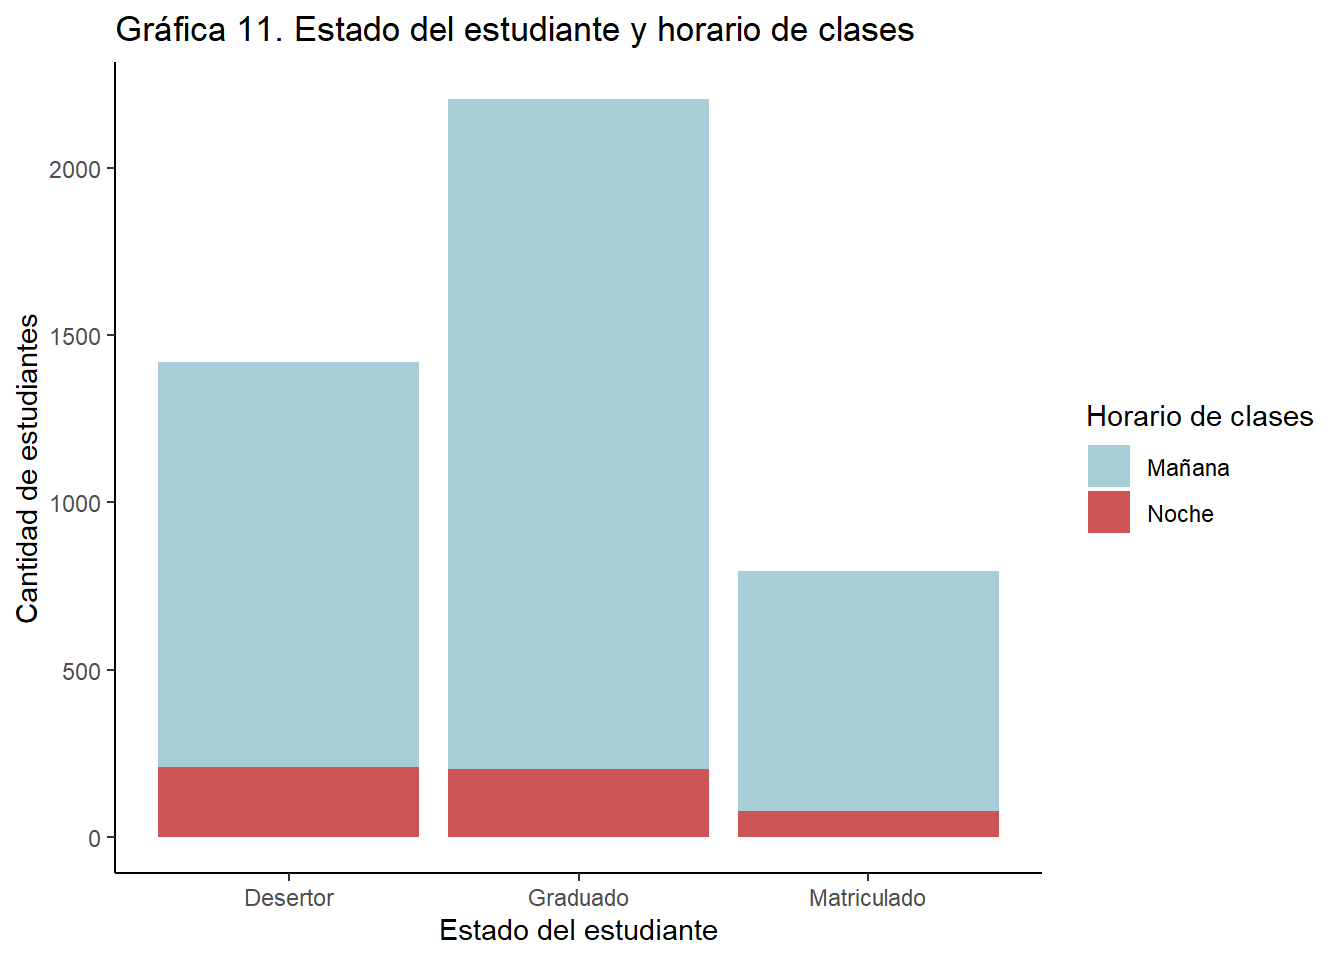 Gráfica 11. Estado del estudiante y horario de clases
Cantidad de estudiantes
2000
1500
1000
500
0
Desertor
Graduado
Matriculado
Estado del estudiante
Horario de clases
Mañana
Noche